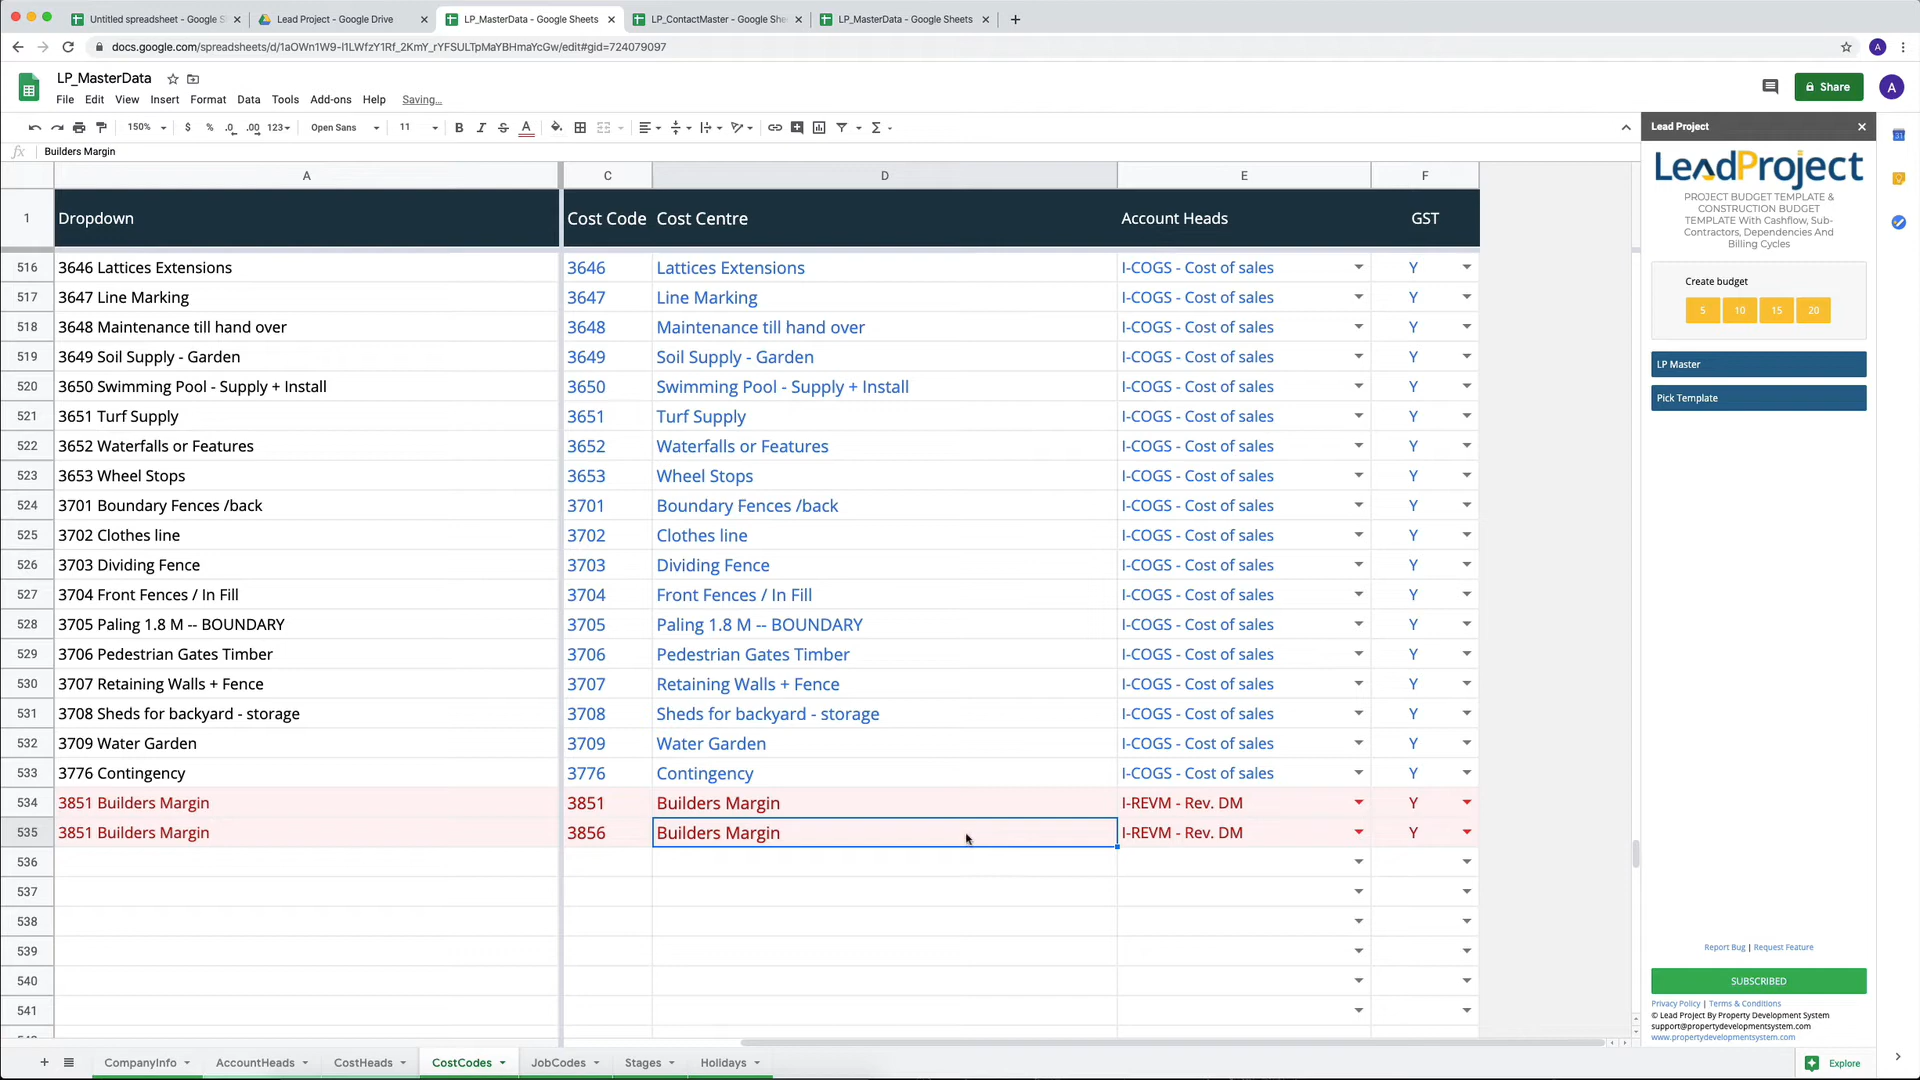 Untitled spreadsheet - Google S
Lead Project - Google Drive
LP_MasterData - Google Sheets
LP_ContactMaster - Google She
LP_MasterData - Google Sheets
docs.google.com/spreadsheets/d/1aOWn1W9-I1LWfzY1Rf_2KmY_rYFSULTpMaYBHmaYcGw/edit#gid=724079097
A
LP_MasterData
Share
A
File Edit View Insert Format Data Tools Add-ons Help Saving...
150% $ % .0 .00 123 Open Sans 11 B I S A Σ
fx Builders Margin
A C D E F
1 Dropdown Cost Code Cost Centre Account Heads GST
516 3646 Lattices Extensions 3646 Lattices Extensions I-COGS - Cost of sales Y
517 3647 Line Marking 3647 Line Marking I-COGS - Cost of sales Y
518 3648 Maintenance till hand over 3648 Maintenance till hand over I-COGS - Cost of sales Y
519 3649 Soil Supply - Garden 3649 Soil Supply - Garden I-COGS - Cost of sales Y
520 3650 Swimming Pool - Supply + Install 3650 Swimming Pool - Supply + Install I-COGS - Cost of sales Y
521 3651 Turf Supply 3651 Turf Supply I-COGS - Cost of sales Y
522 3652 Waterfalls or Features 3652 Waterfalls or Features I-COGS - Cost of sales Y
523 3653 Wheel Stops 3653 Wheel Stops I-COGS - Cost of sales Y
524 3701 Boundary Fences /back 3701 Boundary Fences /back I-COGS - Cost of sales Y
525 3702 Clothes line 3702 Clothes line I-COGS - Cost of sales Y
526 3703 Dividing Fence 3703 Dividing Fence I-COGS - Cost of sales Y
527 3704 Front Fences / In Fill 3704 Front Fences / In Fill I-COGS - Cost of sales Y
528 3705 Paling 1.8 M -- BOUNDARY 3705 Paling 1.8 M -- BOUNDARY I-COGS - Cost of sales Y
529 3706 Pedestrian Gates Timber 3706 Pedestrian Gates Timber I-COGS - Cost of sales Y
530 3707 Retaining Walls + Fence 3707 Retaining Walls + Fence I-COGS - Cost of sales Y
531 3708 Sheds for backyard - storage 3708 Sheds for backyard - storage I-COGS - Cost of sales Y
532 3709 Water Garden 3709 Water Garden I-COGS - Cost of sales Y
533 3776 Contingency 3776 Contingency I-COGS - Cost of sales Y
534 3851 Builders Margin 3851 Builders Margin I-REVM - Rev. DM Y
535 3851 Builders Margin 3856 Builders Margin I-REVM - Rev. DM Y
536
537
538
539
540
541
CompanyInfo AccountHeads CostHeads CostCodes JobCodes Stages Holidays
Explore
Lead Project
LeadProject
PROJECT BUDGET TEMPLATE &
CONSTRUCTION BUDGET
TEMPLATE With Cashflow, Sub-
Contractors, Dependencies And
Billing Cycles
Create budget
5 10 15 20
LP Master
Pick Template
Report Bug | Request Feature
SUBSCRIBED
Privacy Policy | Terms & Conditions
© Lead Project By Property Development System
support@propertydevelopmentsystem.com
www.propertydevelopmentsystem.com